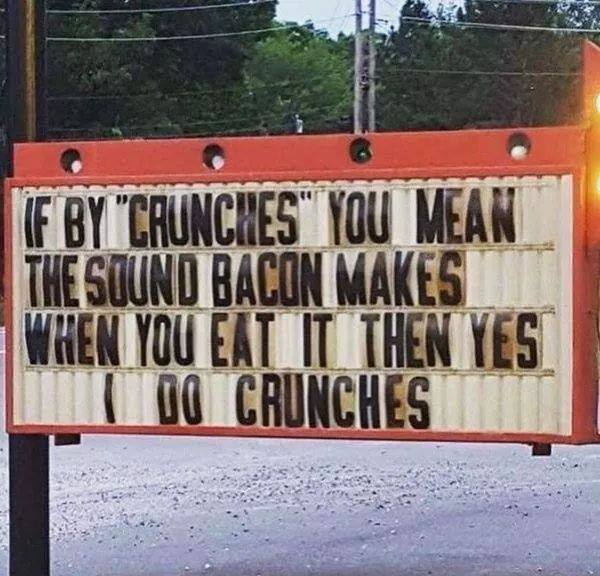 IF BY "CRUNCHES" YOU MEAN
THE SOUND BACON MAKES
WHEN YOU EAT IT THEN YES
I DO CRUNCHES